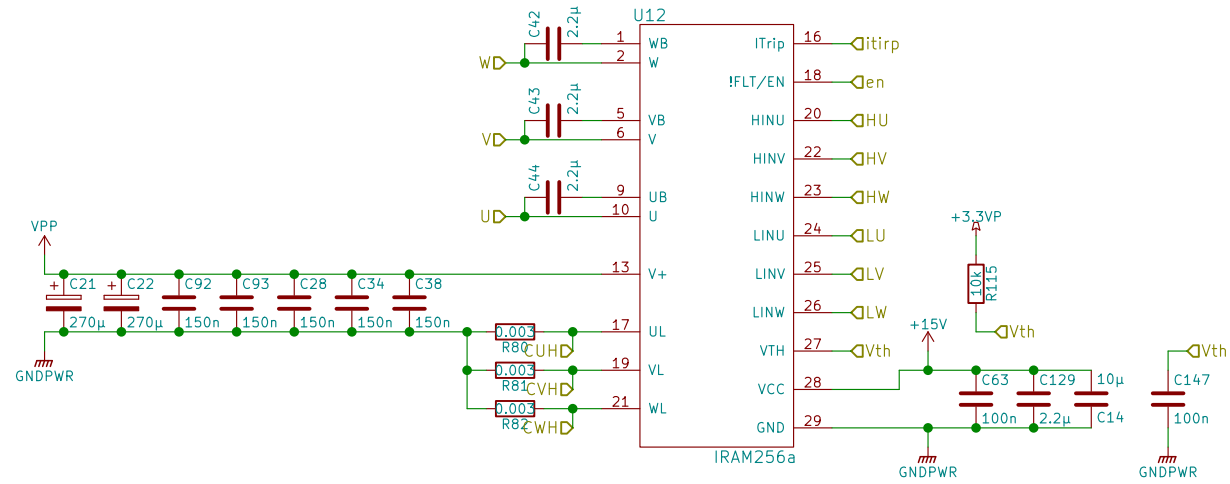 U12
IRAM256a
C42
2.2µ
1
WB
W
2
W
C43
2.2µ
5
VB
V
6
V
C44
2.2µ
9
UB
U
10
U
VPP
13
V+
+
C21
270µ
+
C22
270µ
C92
150n
C93
150n
C28
150n
C34
150n
C38
150n
GNDPWR
0.003
R80
CUH
17
UL
0.003
R81
CVH
19
VL
0.003
R82
CWH
21
WL
ITrip
16
itirp
!FLT/EN
18
en
HINU
20
HU
HINV
22
HV
HINW
23
HW
LINU
24
LU
LINV
25
LV
LINW
26
LW
VTH
27
Vth
VCC
28
GND
29
+3.3VP
10k
R115
Vth
+15V
C63
100n
C129
2.2µ
10µ
C14
GNDPWR
Vth
C147
100n
GNDPWR